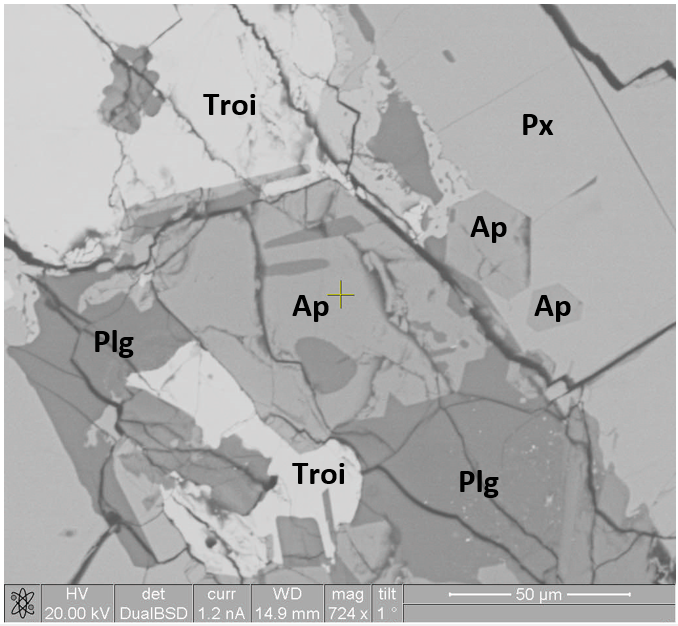 Troi
Px
Ap
Ap
Ap
Plg
Troi
Plg
HV det curr WD mag tilt
20.00 kV DualBSD 1.2 nA 14.9 mm 724 x 1 °
50 µm